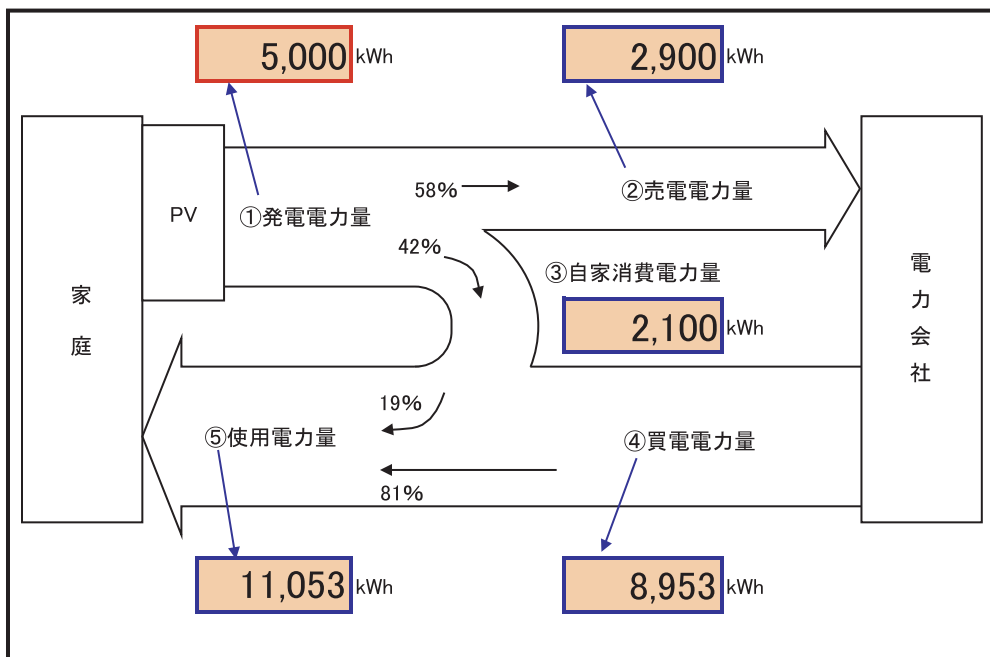 5,000 kWh
2,900 kWh
PV
58%
②売電電力量
①発電電力量
42%
③自家消費電力量
2,100 kWh
家庭
電力会社
19%
⑤使用電力量
④買電電力量
81%
11,053 kWh
8,953 kWh